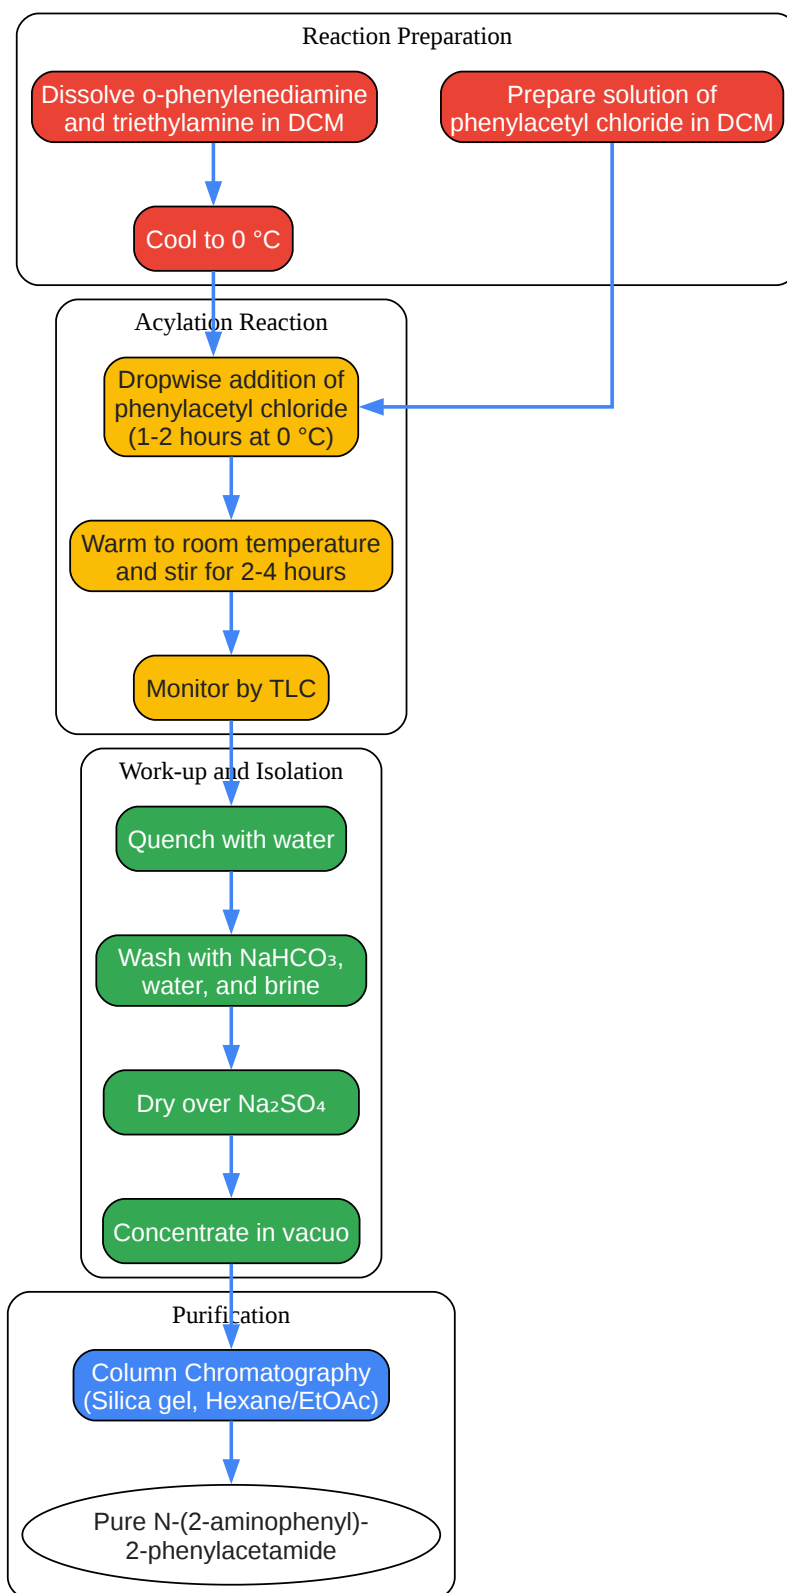 Reaction Preparation
Dissolve o-phenylenediamine
and triethylamine in DCM
Prepare solution of
phenylacetyl chloride in DCM
Cool to 0 °C
Acylation Reaction
Dropwise addition of
phenylacetyl chloride
(1-2 hours at 0 °C)
Warm to room temperature
and stir for 2-4 hours
Monitor by TLC
Work-up and Isolation
Quench with water
Wash with NaHCO₃,
water, and brine
Dry over Na₂SO₄
Concentrate in vacuo
Purification
Column Chromatography
(Silica gel, Hexane/EtOAc)
Pure N-(2-aminophenyl)-
2-phenylacetamide